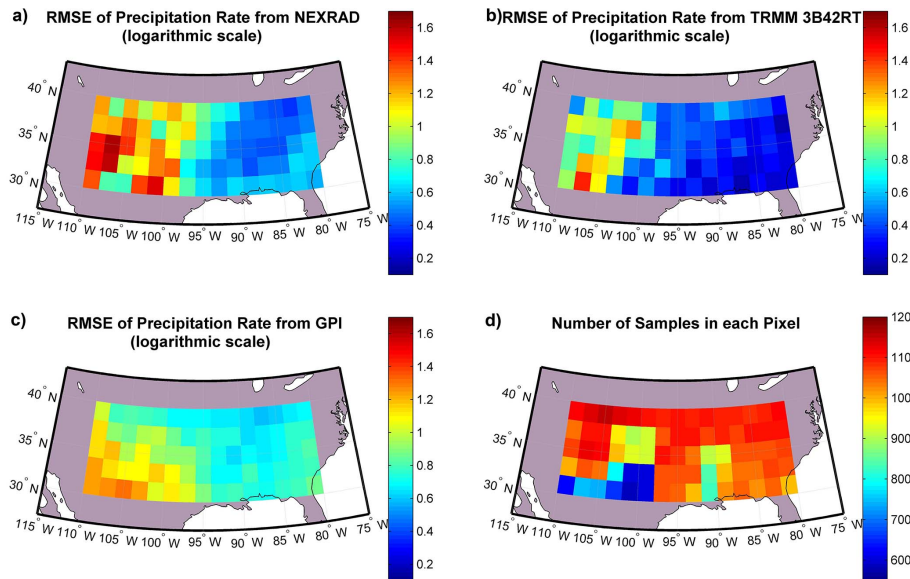 a) RMSE of Precipitation Rate from NEXRAD
(logarithmic scale)
40° N
35° N
30° N
115° W 110° W 105° W 100° W 95° W 90° W 85° W 80° W 75° W
1.6
1.4
1.2
1
0.8
0.6
0.4
0.2
b) RMSE of Precipitation Rate from TRMM 3B42RT
(logarithmic scale)
40° N
35° N
30° N
115° W 110° W 105° W 100° W 95° W 90° W 85° W 80° W 75° W
1.6
1.4
1.2
1
0.8
0.6
0.4
0.2
c) RMSE of Precipitation Rate from GPI
(logarithmic scale)
40° N
35° N
30° N
115° W 110° W 105° W 100° W 95° W 90° W 85° W 80° W 75° W
1.6
1.4
1.2
1
0.8
0.6
0.4
0.2
d) Number of Samples in each Pixel
40° N
35° N
30° N
115° W 110° W 105° W 100° W 95° W 90° W 85° W 80° W 75° W
120
110
100
900
800
700
600